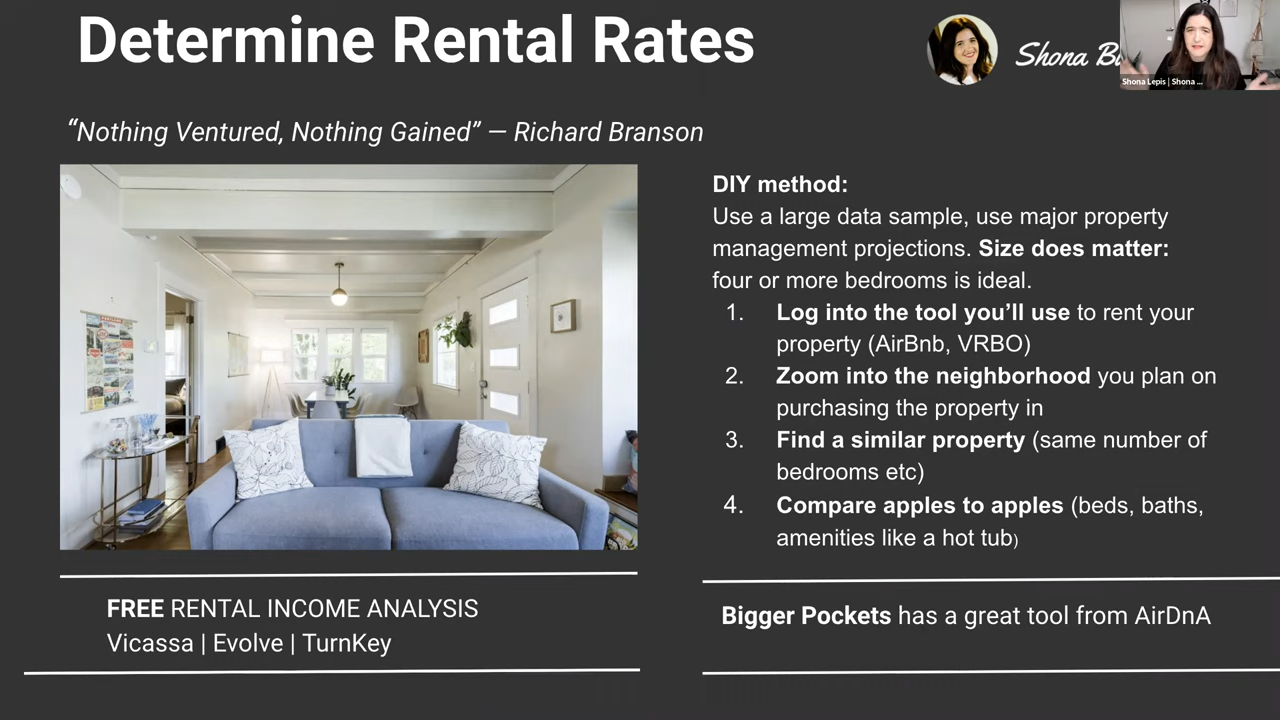 Determine Rental Rates
Shona
Shona Lepis | Shona ...
“Nothing Ventured, Nothing Gained” — Richard Branson
DIY method:
Use a large data sample, use major property
management projections. Size does matter:
four or more bedrooms is ideal.
1. Log into the tool you’ll use to rent your
property (AirBnb, VRBO)
2. Zoom into the neighborhood you plan on
purchasing the property in
3. Find a similar property (same number of
bedrooms etc)
4. Compare apples to apples (beds, baths,
amenities like a hot tub)
FREE RENTAL INCOME ANALYSIS
Vicassa | Evolve | TurnKey
Bigger Pockets has a great tool from AirDnA